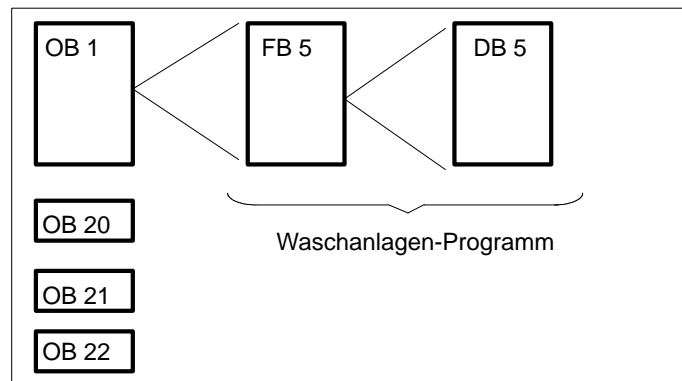 OB 1
FB 5
DB 5
OB 20
Waschanlagen-Programm
OB 21
OB 22